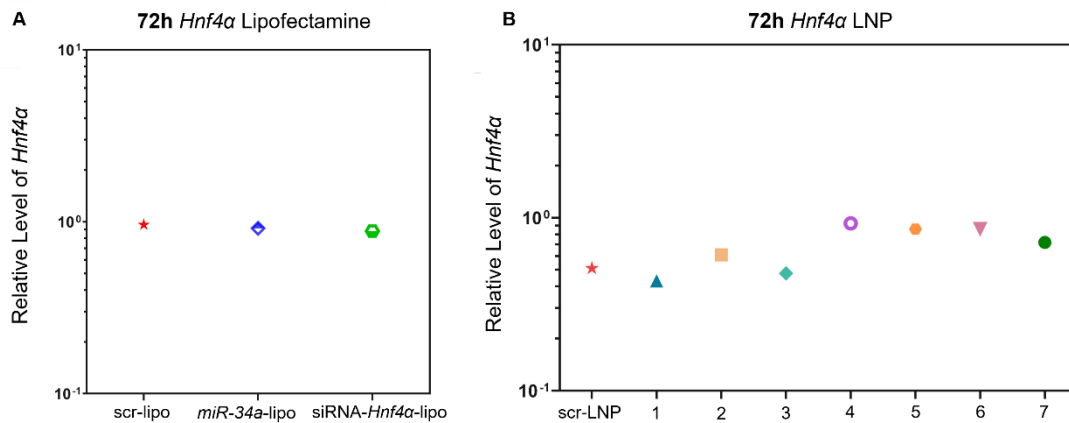 A
72h Hnf4α Lipofectamine
Relative Level of Hnf4α
10¹
10⁰
10⁻¹
scr-lipo miR-34a-lipo siRNA-Hnf4α-lipo
B
72h Hnf4α LNP
Relative Level of Hnf4α
10¹
10⁰
10⁻¹
scr-LNP 1 2 3 4 5 6 7